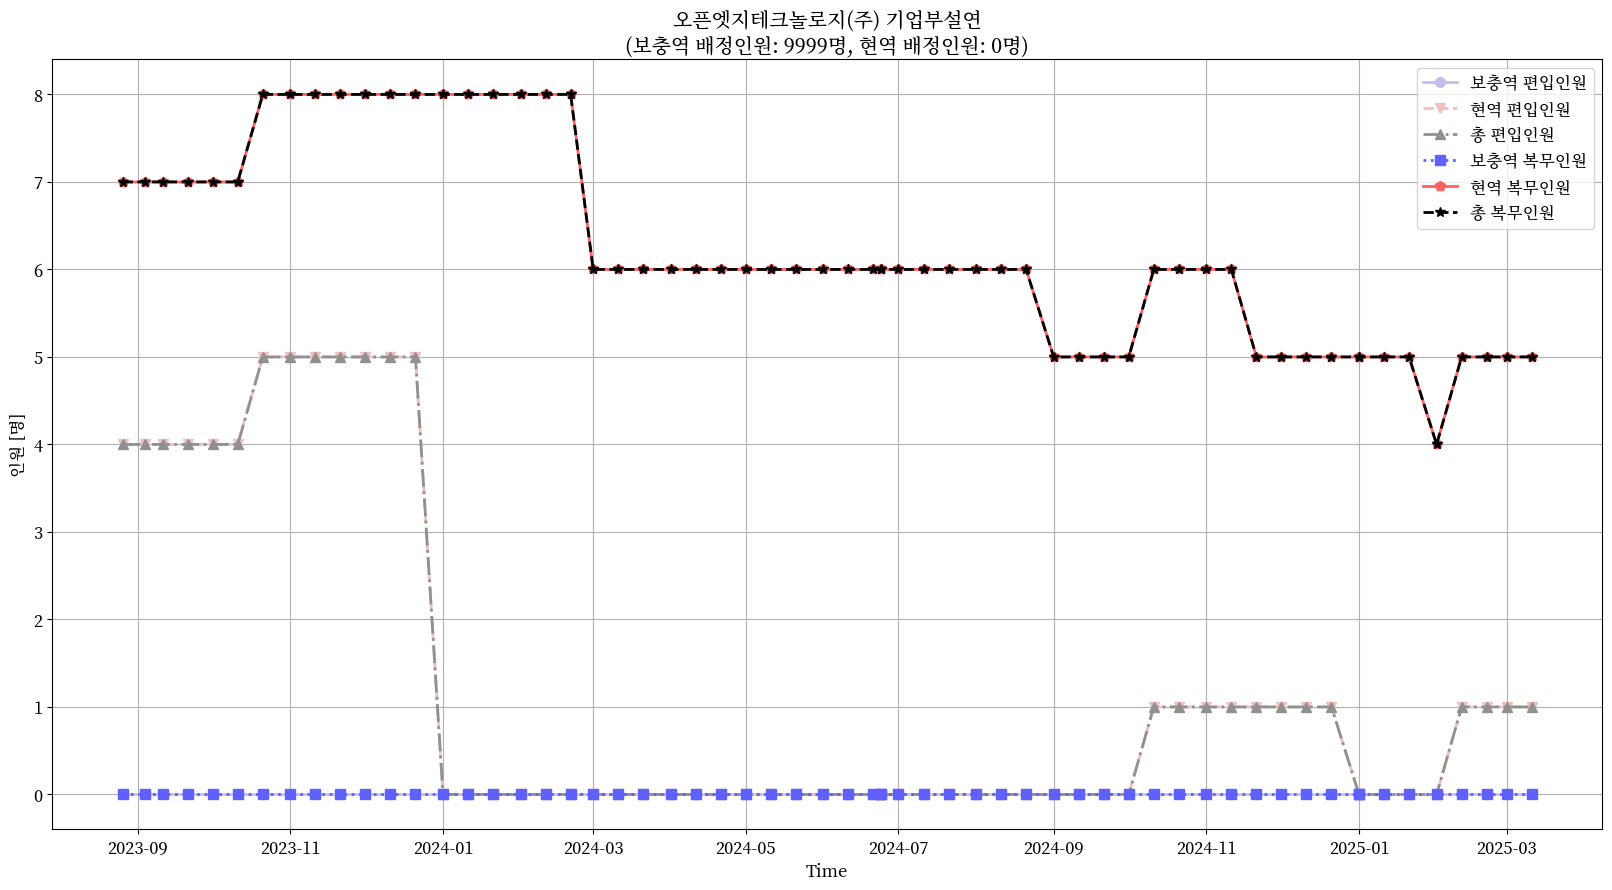 오픈엣지테크놀로지(주) 기업부설연
(보충역 배정인원: 9999명, 현역 배정인원: 0명)
보충역 편입인원
현역 편입인원
총 편입인원
보충역 복무인원
현역 복무인원
총 복무인원
인원 [명]
8
7
6
5
4
3
2
1
0
2023-09
2023-11
2024-01
2024-03
2024-05
2024-07
2024-09
2024-11
2025-01
2025-03
Time